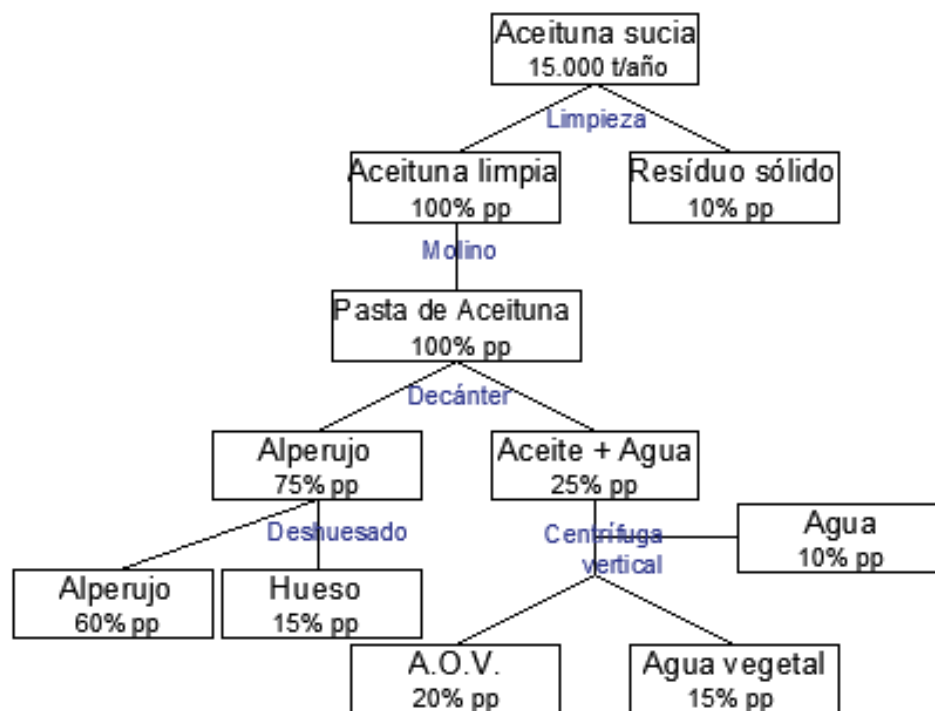 Aceituna sucia
15.000 t/año
Limpieza
Aceituna limpia
100% pp
Resíduo sólido
10% pp
Molino
Pasta de Aceituna
100% pp
Decánter
Alperujo
75% pp
Aceite + Agua
25% pp
Deshuesado
Centrífuga
vertical
Agua
10% pp
Alperujo
60% pp
Hueso
15% pp
A.O.V.
20% pp
Agua vegetal
15% pp